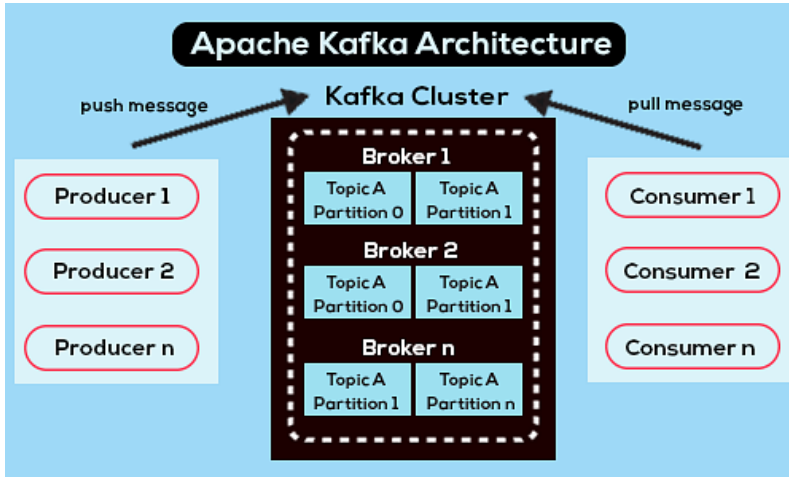 Apache Kafka Architecture
push message
Kafka Cluster
pull message
Producer 1
Producer 2
Producer n
Broker 1
Topic A
Partition 0
Topic A
Partition 1
Broker 2
Topic A
Partition 0
Topic A
Partition 1
Broker n
Topic A
Partition 1
Topic A
Partition n
Consumer 1
Consumer 2
Consumer n